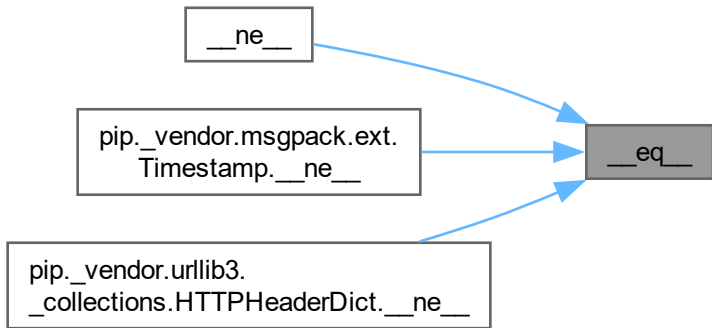 __ne__
pip._vendor.msgpack.ext.
Timestamp.__ne__
__eq__
pip._vendor.urllib3.
_collections.HTTPHeaderDict.__ne__